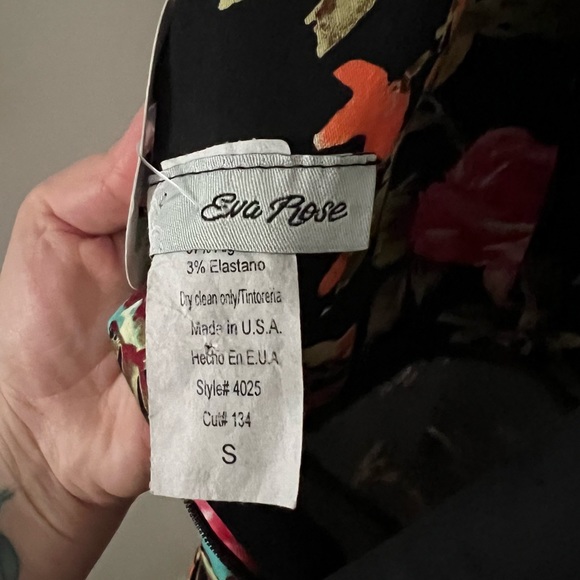 Eva Rose
3% Elastano
Dry clean only/Tintoreria
Made in U.S.A.
Hecho En E.U.A
Style# 4025
Cut# 134
S